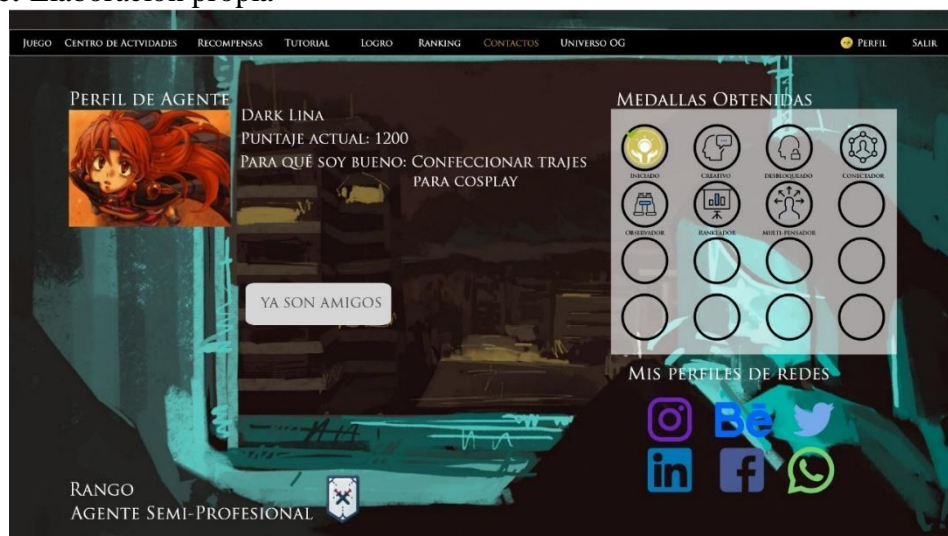 Elaboración propia
JUEGO CENTRO DE ACTVIDADES RECOMPENSAS TUTORIAL LOGRO RANKING CONTACTOS UNIVERSO OG PERFIL SALIR
PERFIL DE AGENTE
DARK LINA
PUNTAJE ACTUAL: 1200
PARA QUÉ SOY BUENO: CONFECCIONAR TRAJES
PARA COSPLAY
YA SON AMIGOS
RANGO
AGENTE SEMI-PROFESIONAL
MEDALLAS OBTENIDAS
INICIADO CREATIVO DESBLOQUEADO CONECTADOR
OBSERVADOR RANKEADOR MULTI-PENSADOR
MIS PERFILES DE REDES
Bē
in
f